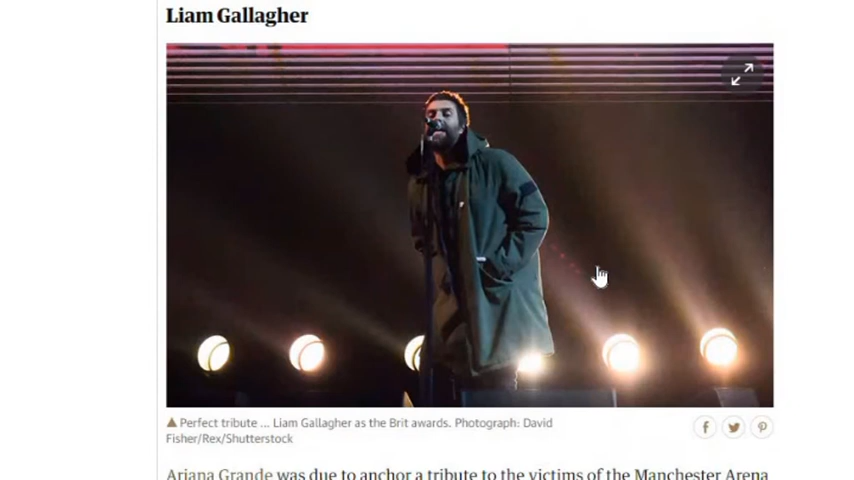 Liam Gallagher
▲ Perfect tribute ... Liam Gallagher as the Brit awards. Photograph: David
Fisher/Rex/Shutterstock
Ariana Grande was due to anchor a tribute to the victims of the Manchester Arena